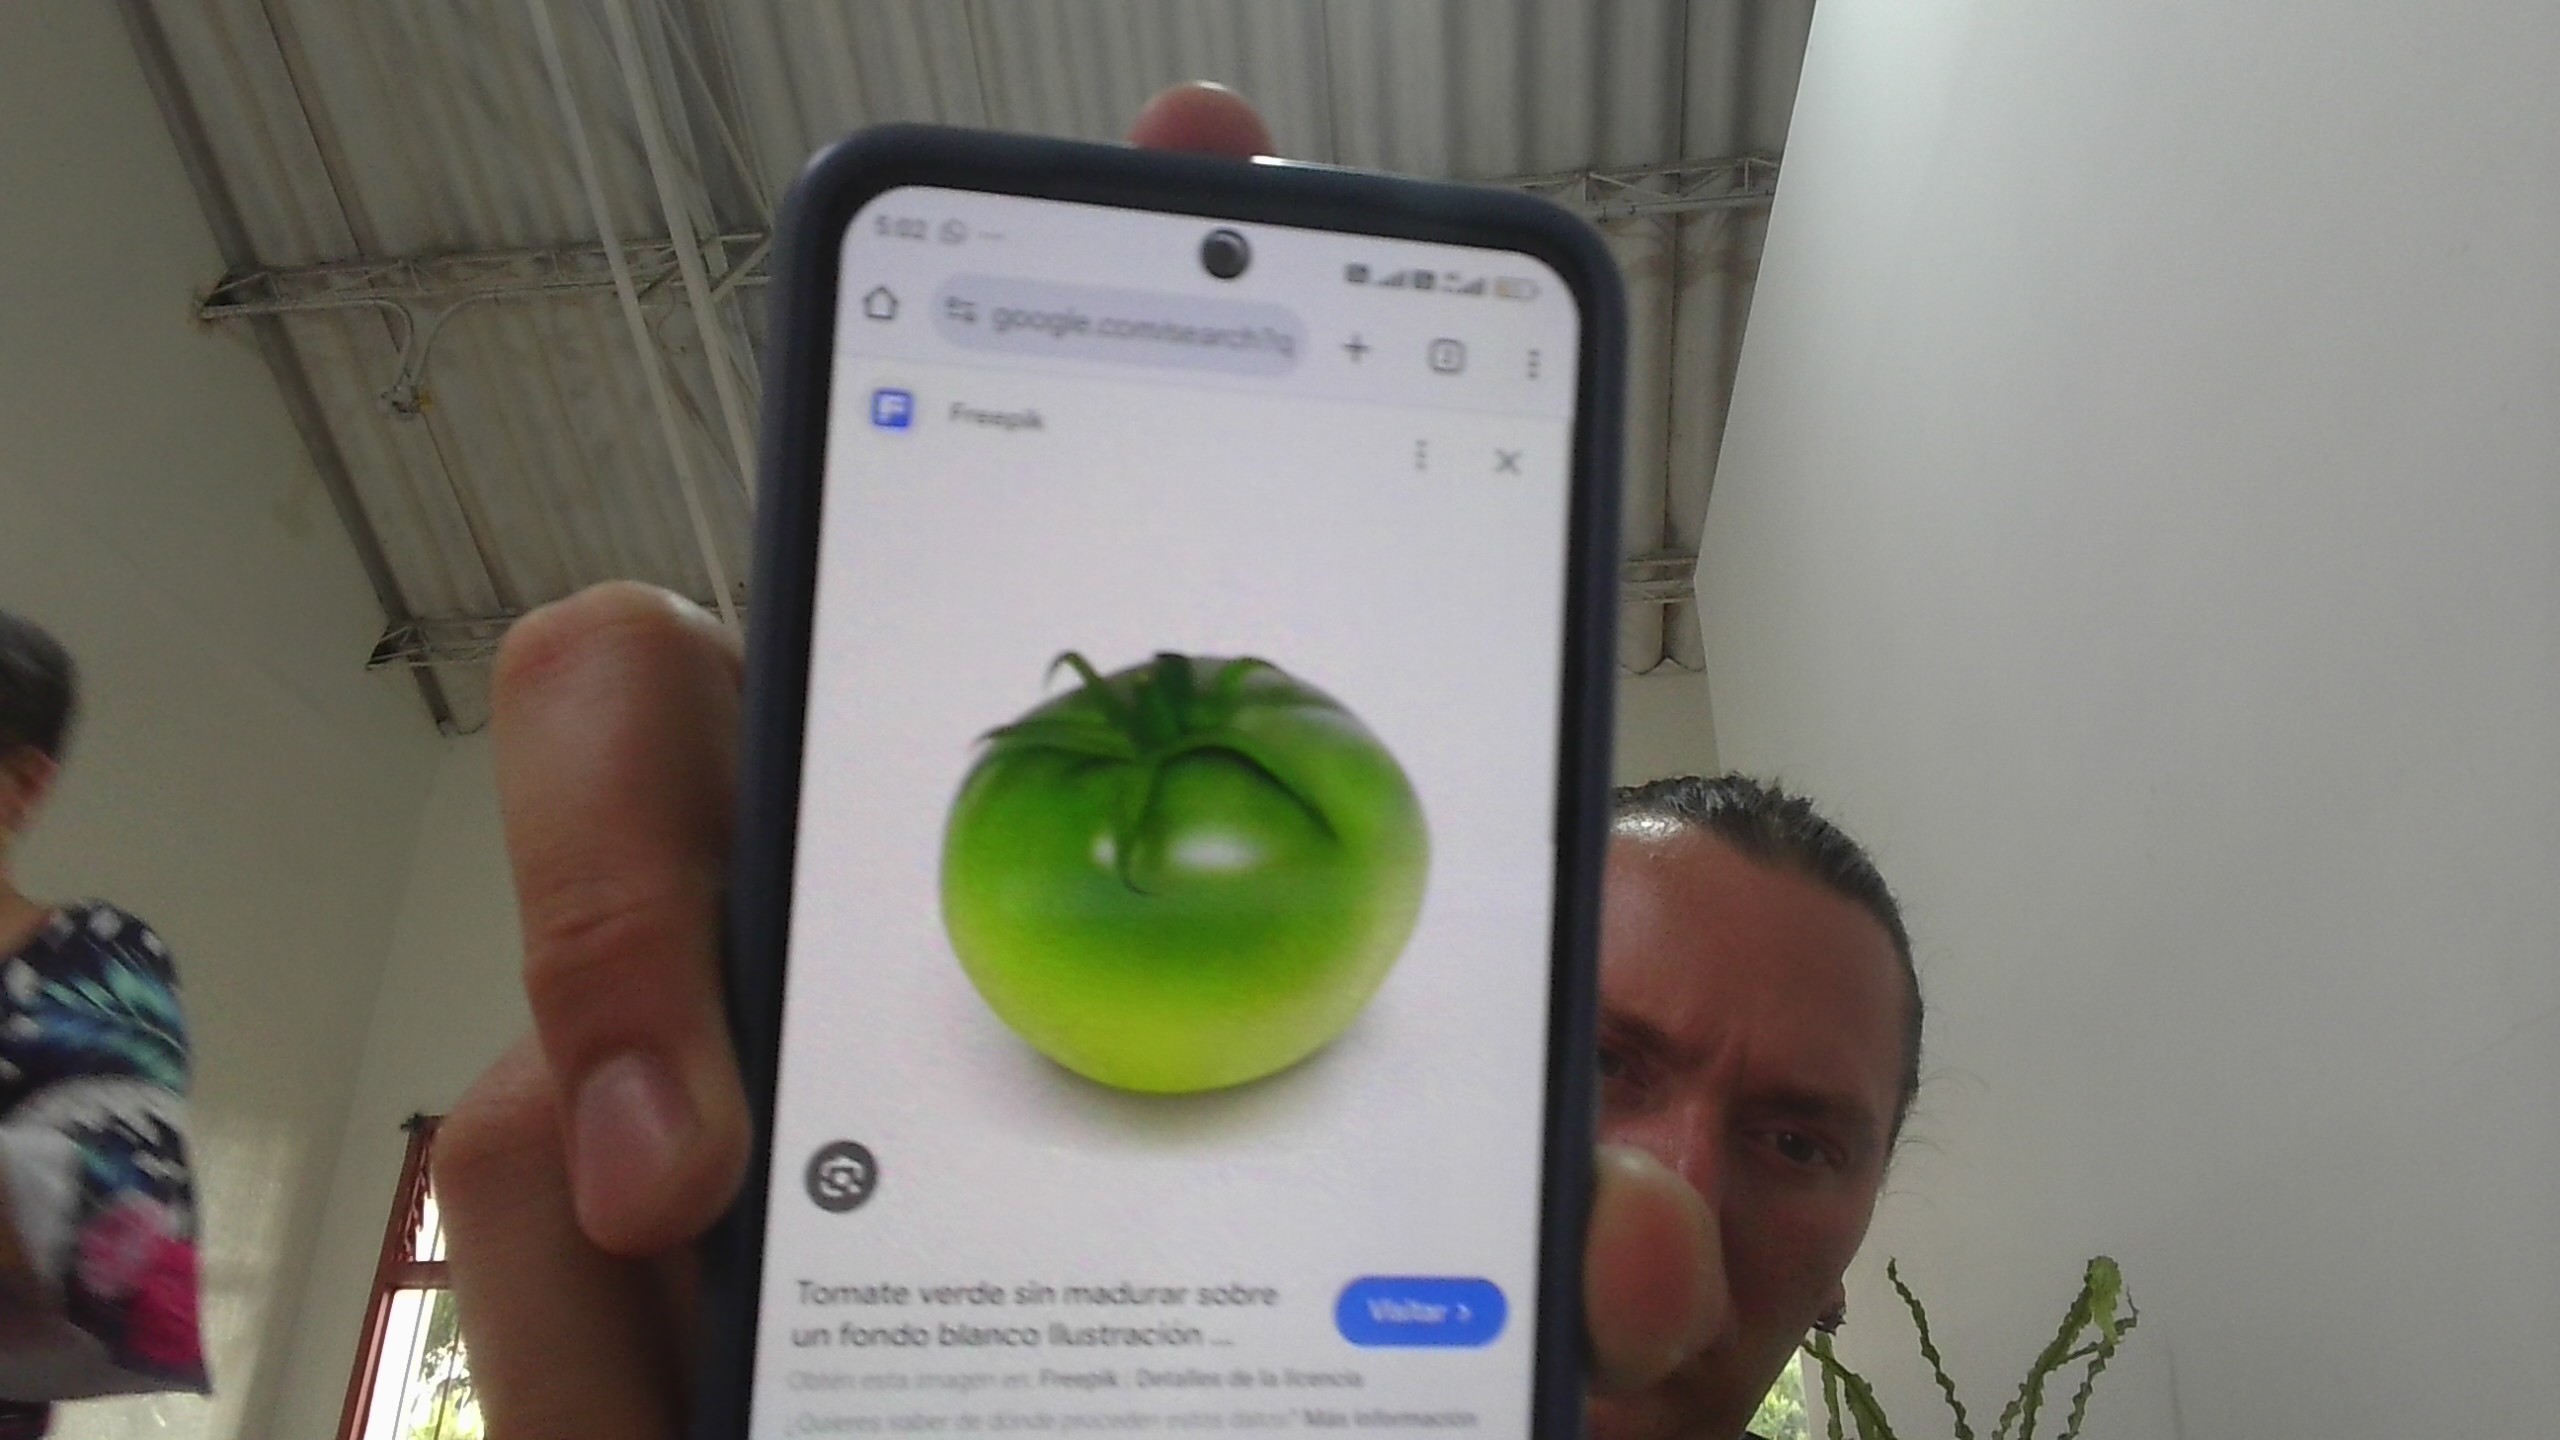 5:02
google.com/search?q
Freepik
Tomate verde sin madurar sobre
un fondo blanco Ilustración ...
Visitar >
Obtén esta imagen en: Freepik | Detalles de la licencia
¿Quieres saber de dónde proceden estos datos? Más información